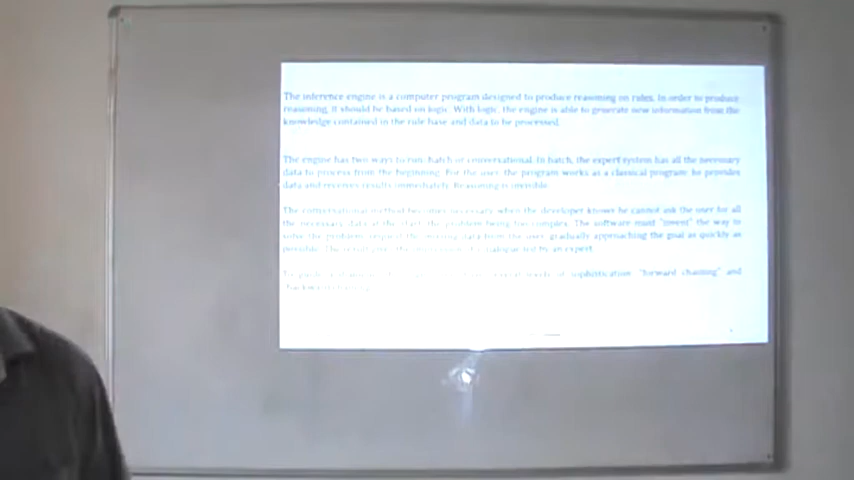 The inference engine is a computer program designed to produce reasoning on rules. In order to produce
reasoning, it should be based on logic. With logic, the engine is able to generate new information from the
knowledge contained in the rule base and data to be processed.
The engine has two ways to run: batch or conversational. In batch, the expert system has all the necessary
data to process from the beginning. For the user, the program works as a classical program: he provides
data and receives results immediately. Reasoning is invisible.
The conversational method becomes necessary when the developer knows he cannot ask the user for all
the necessary data at the start, the problem being too complex. The software must "invent" the way to
solve the problem, request the missing data from the user, gradually approaching the goal as quickly as
possible. The result gives the impression of a dialogue led by an expert.
levels of sophistication: "forward chaining" and